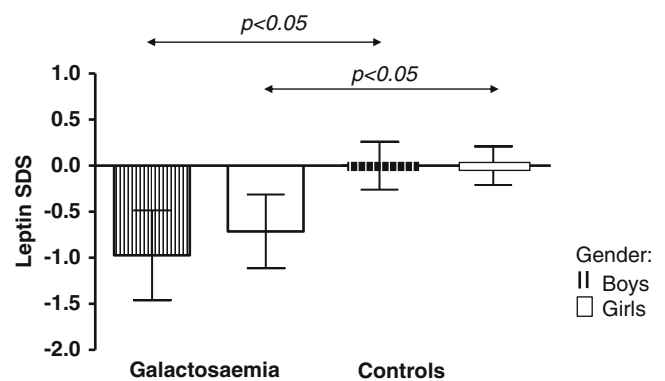 p<0.05
p<0.05
1.0
0.5
0.0
-0.5
-1.0
-1.5
-2.0
Leptin SDS
Galactosaemia Controls
Gender:
Boys
Girls